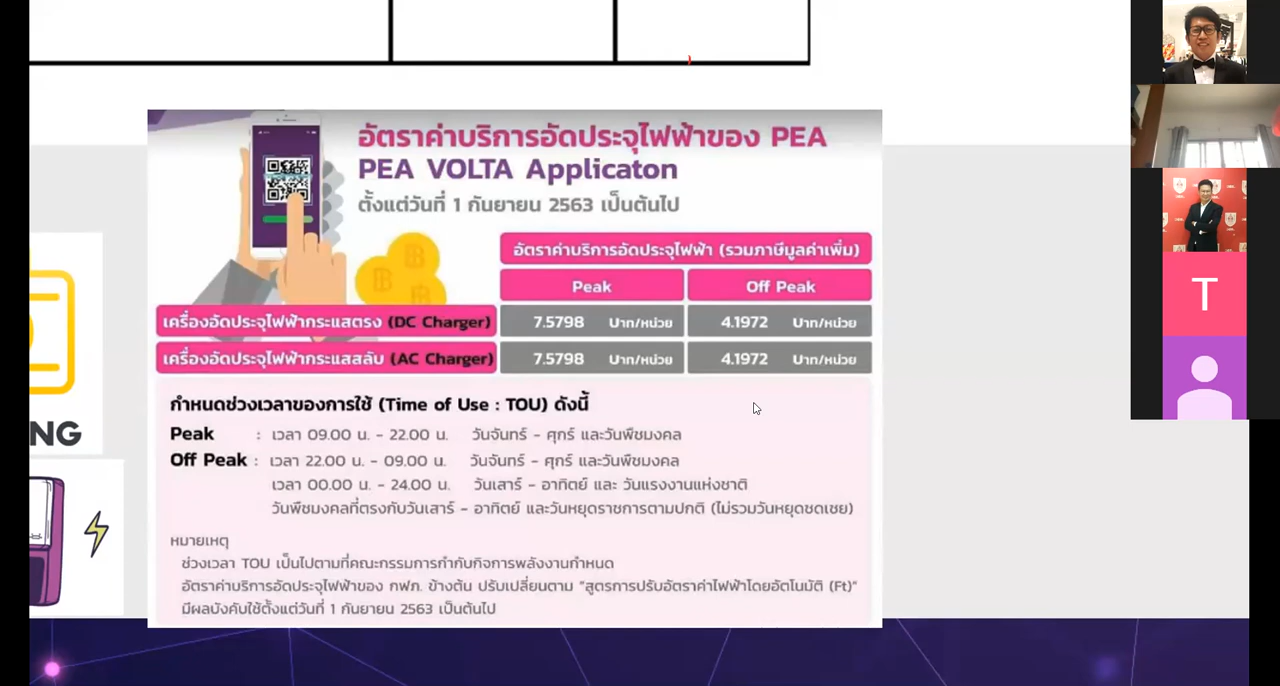 อัตราค่าบริการอัดประจุไฟฟ้าของ PEA
PEA VOLTA Applicaton
ตั้งแต่วันที่ 1 กันยายน 2563 เป็นต้นไป
อัตราค่าบริการอัดประจุไฟฟ้า (รวมภาษีมูลค่าเพิ่ม)
Peak Off Peak
เครื่องอัดประจุไฟฟ้ากระแสตรง (DC Charger) 7.5798 บาท/หน่วย 4.1972 บาท/หน่วย
เครื่องอัดประจุไฟฟ้ากระแสสลับ (AC Charger) 7.5798 บาท/หน่วย 4.1972 บาท/หน่วย
กำหนดช่วงเวลาของการใช้ (Time of Use : TOU) ดังนี้
Peak : เวลา 09.00 น. - 22.00 น. วันจันทร์ - ศุกร์ และวันพืชมงคล
Off Peak : เวลา 22.00 น. - 09.00 น. วันจันทร์ - ศุกร์ และวันพืชมงคล
เวลา 00.00 น. - 24.00 น. วันเสาร์ - อาทิตย์ และ วันแรงงานแห่งชาติ
วันพืชมงคลที่ตรงกับวันเสาร์ - อาทิตย์ และวันหยุดราชการตามปกติ (ไม่รวมวันหยุดชดเชย)
หมายเหตุ
ช่วงเวลา TOU เป็นไปตามที่คณะกรรมการกำกับกิจการพลังงานกำหนด
อัตราค่าบริการอัดประจุไฟฟ้าของ กฟภ. ข้างต้น ปรับเปลี่ยนตาม "สูตรการปรับอัตราค่าไฟฟ้าโดยอัตโนมัติ (Ft)"
มีผลบังคับใช้ตั้งแต่วันที่ 1 กันยายน 2563 เป็นต้นไป
NG
T